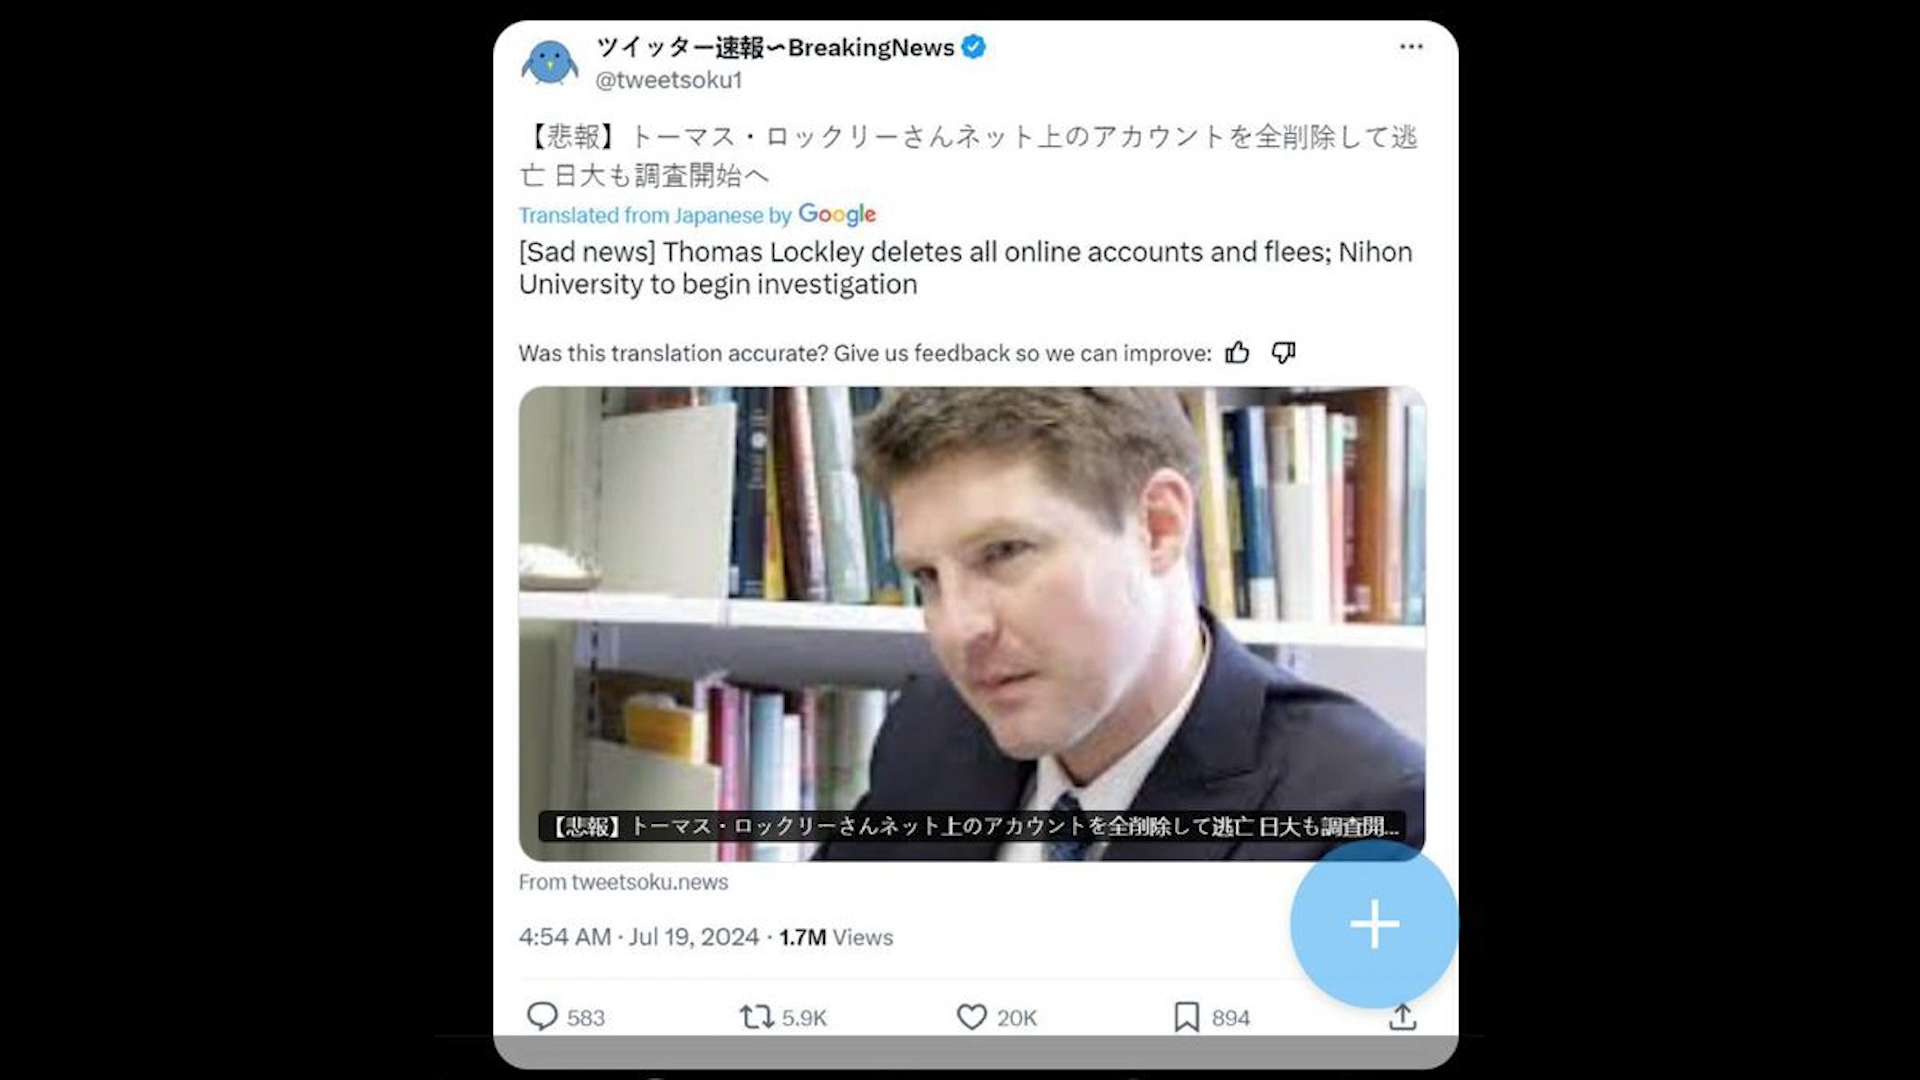 ツイッター速報〜BreakingNews
@tweetsoku1
【悲報】トーマス・ロックリーさんネット上のアカウントを全削除して逃
亡 日大も調査開始へ
Translated from Japanese by Google
[Sad news] Thomas Lockley deletes all online accounts and flees; Nihon
University to begin investigation
Was this translation accurate? Give us feedback so we can improve:
【悲報】トーマス・ロックリーさんネット上のアカウントを全削除して逃亡 日大も調査開...
From tweetsoku.news
4:54 AM · Jul 19, 2024 · 1.7M Views
583 5.9K 20K 894